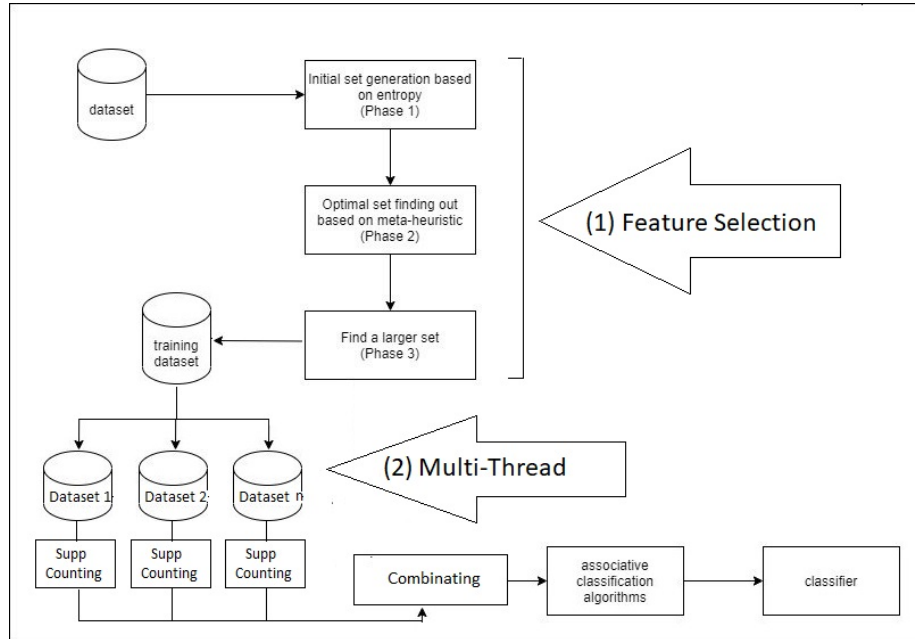 dataset
Initial set generation based
on entropy
(Phase 1)
Optimal set finding out
based on meta-heuristic
(Phase 2)
(1) Feature Selection
Find a larger set
(Phase 3)
training
dataset
(2) Multi-Thread
Dataset 1
Dataset 2
Dataset n
Supp
Counting
Supp
Counting
Supp
Counting
Combinating
associative
classification
algorithms
classifier